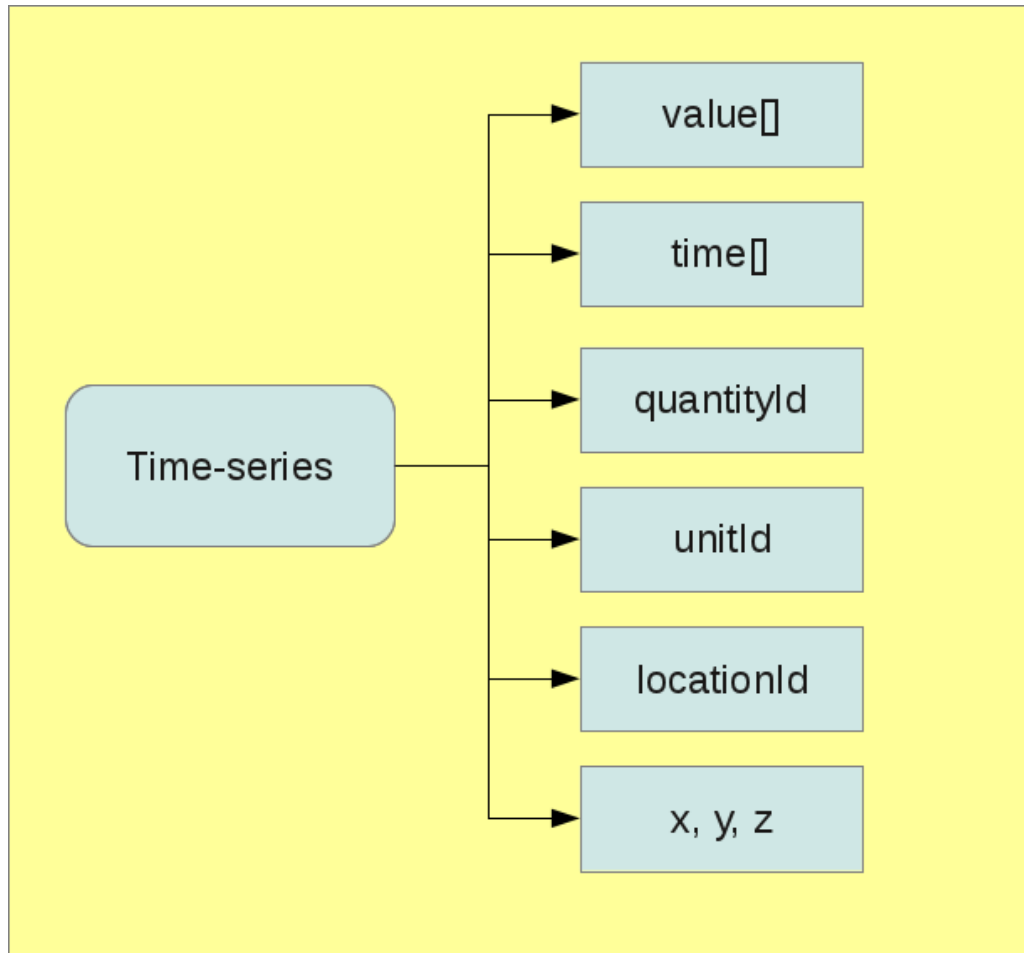 value[]
time[]
quantityId
Time-series
unitId
locationId
x, y, z